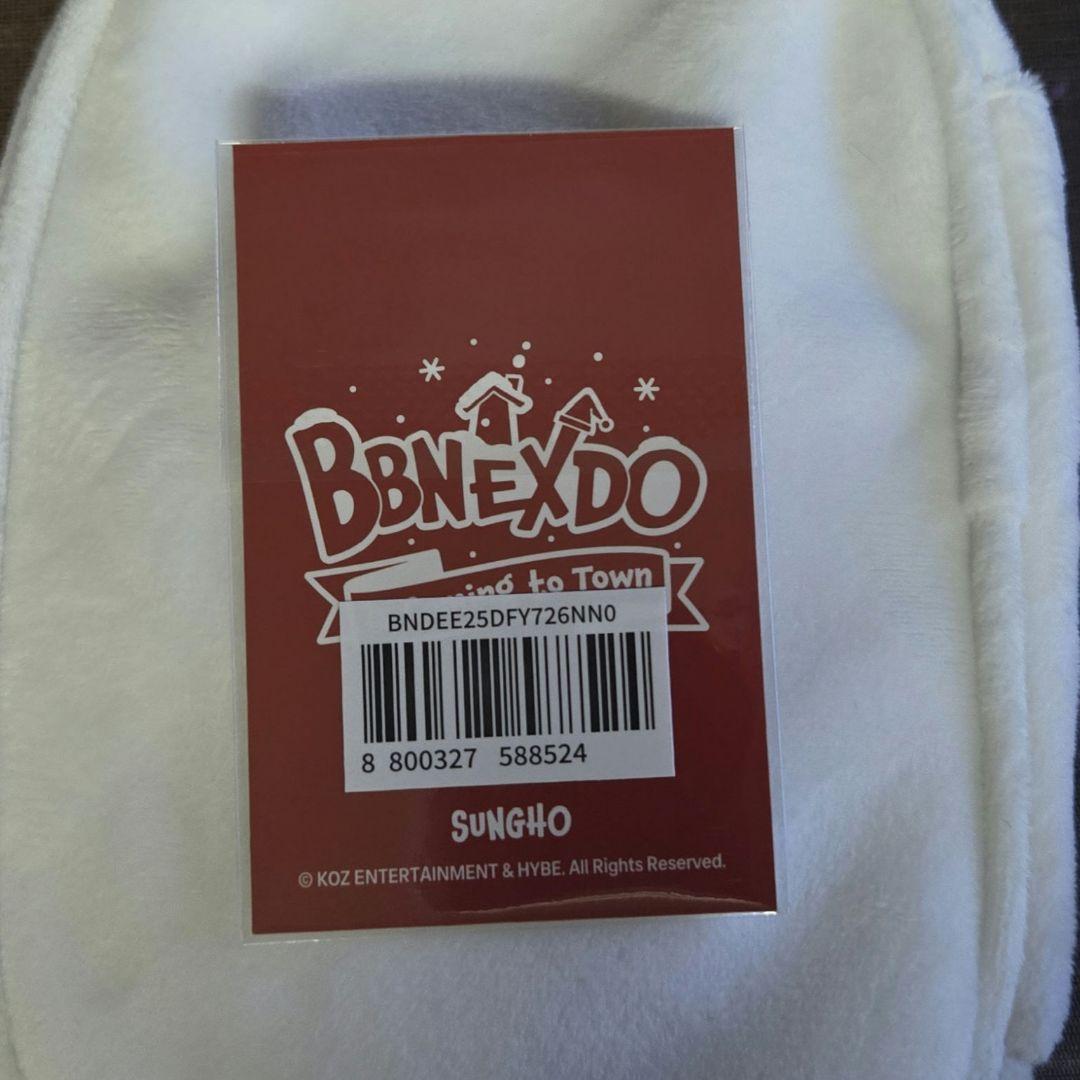 BBNEXDO
to Town
BNDEE25DFY726NN0
8 800327 588524
SUNGHO
© KOZ ENTERTAINMENT & HYBE. All Rights Reserved.